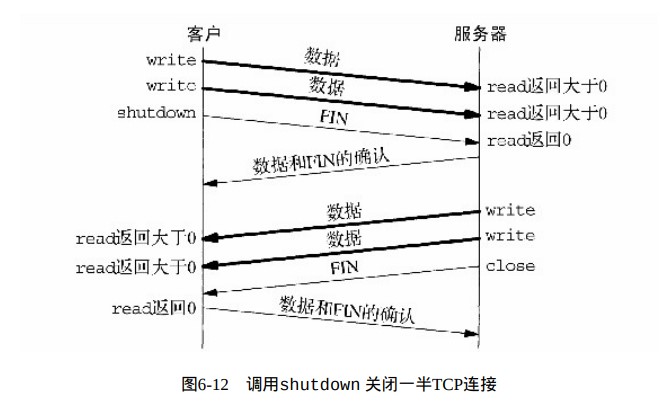 客户 服务器
write 数据
write 数据 read返回大于0
shutdown FIN read返回大于0
read返回0
数据和FIN的确认
数据 write
read返回大于0 数据 write
read返回大于0 FIN close
read返回0 数据和FIN的确认
图6-12 调用shutdown 关闭一半TCP连接